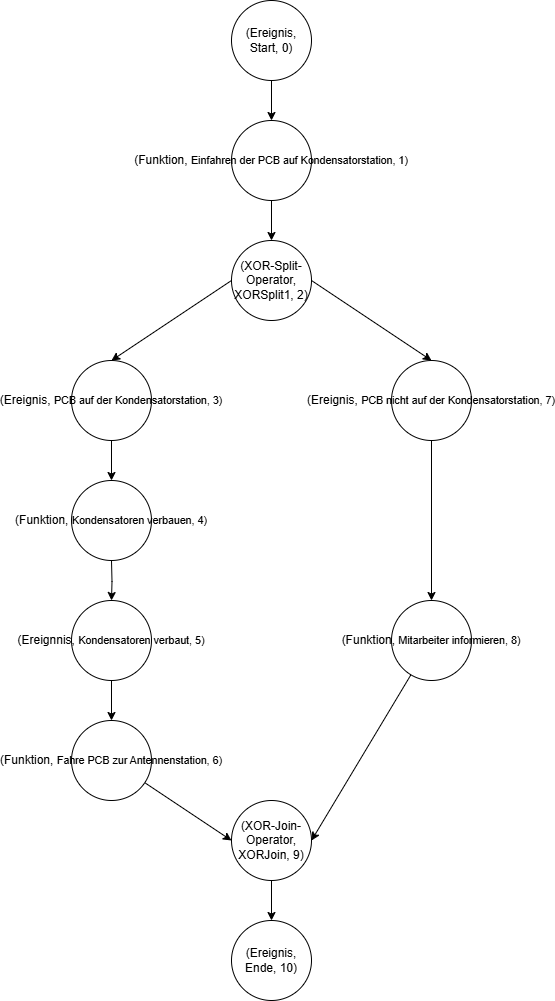 (Ereignis,
Start, 0)
(Funktion, Einfahren der PCB auf Kondensatorstation, 1)
(XOR-Split-
Operator,
XORSplit1, 2)
(Ereignis, PCB auf der Kondensatorstation, 3)
(Ereignis, PCB nicht auf der Kondensatorstation, 7)
(Funktion, Kondensatoren verbauen, 4)
(Ereignnis, Kondensatoren verbaut, 5)
(Funktion, Mitarbeiter informieren, 8)
(Funktion, Fahre PCB zur Antennenstation, 6)
(XOR-Join-
Operator,
XORJoin, 9)
(Ereignis,
Ende, 10)